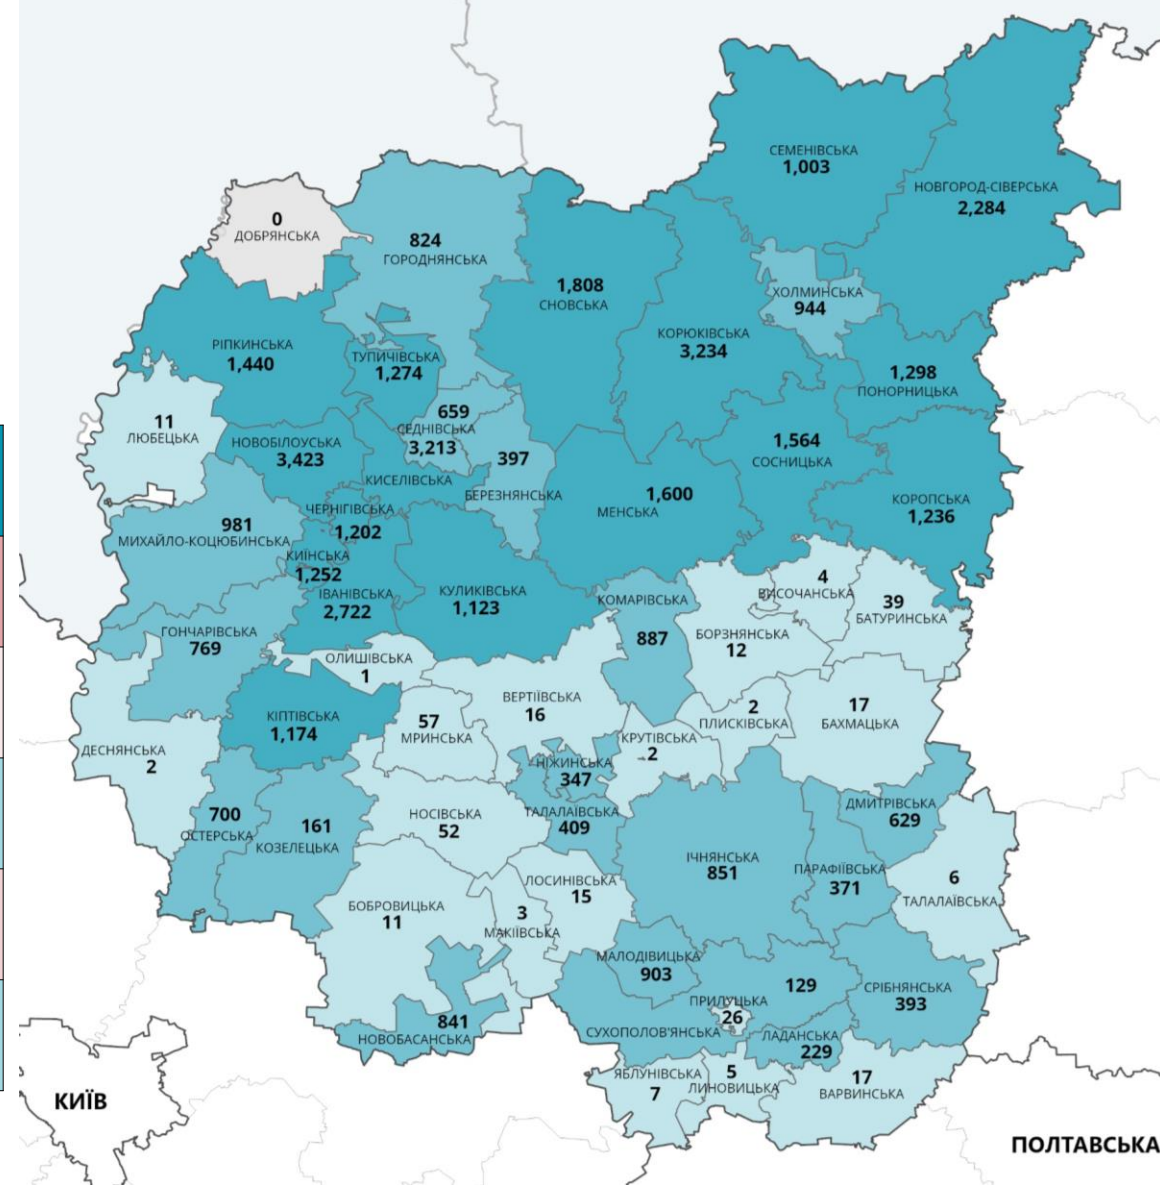 СЕМЕНІВСЬКА
1,003
НОВГОРОД-СІВЕРСЬКА
2,284
0
ДОБРЯНСЬКА
824
ГОРОДНЯНСЬКА
1,808
СНОВСЬКА
ХОЛМИНСЬКА
944
КОРЮКІВСЬКА
3,234
РІПКИНСЬКА
1,440
ТУПИЧІВСЬКА
1,274
1,298
ПОНОРНИЦЬКА
11
ЛЮБЕЦЬКА
659
СЕДНІВСЬКА
3,213
НОВОБІЛОУСЬКА
3,423
397
БЕРЕЗНЯНСЬКА
КИСЕЛІВСЬКА
1,564
СОСНИЦЬКА
1,600
МЕНСЬКА
КОРОПСЬКА
1,236
ЧЕРНІГІВСЬКА
1,202
981
МИХАЙЛО-КОЦЮБИНСЬКА
КИЇНСЬКА
1,252
ІВАНІВСЬКА
2,722
КУЛИКІВСЬКА
1,123
КОМАРІВСЬКА
887
4
ВИСОЧАНСЬКА
39
БАТУРИНСЬКА
БОРЗНЯНСЬКА
12
ГОНЧАРІВСЬКА
769
ОЛИШІВСЬКА
1
ВЕРТІЇВСЬКА
16
КІПТІВСЬКА
1,174
57
МРИНСЬКА
2
ПЛИСКІВСЬКА
17
БАХМАЦЬКА
КРУТІВСЬКА
2
ДЕСНЯНСЬКА
2
НІЖИНСЬКА
347
700
ОСТЕРСЬКА
161
КОЗЕЛЕЦЬКА
НОСІВСЬКА
52
ТАЛАЛАЇВСЬКА
409
ДМИТРІВСЬКА
629
ІЧНЯНСЬКА
851
ПАРАФІЇВСЬКА
371
6
ТАЛАЛАЇВСЬКА
ЛОСИНІВСЬКА
15
БОБРОВИЦЬКА
11
3
МАКІЇВСЬКА
МАЛОДІВИЦЬКА
903
129
СРІБНЯНСЬКА
393
ПРИЛУЦЬКА
26
841
НОВОБАСАНСЬКА
СУХОПОЛОВ'ЯНСЬКА
ЛАДАНСЬКА
229
ЯБЛУНІВСЬКА
7
5
ЛИНОВИЦЬКА
17
ВАРВИНСЬКА
КИЇВ
ПОЛТАВСЬКА